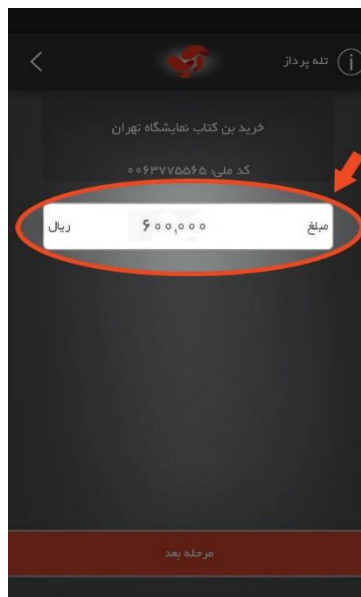 تله پرداز
خرید بن کتاب نمایشگاه تهران
کد ملی: ۰۰۶۳۷۷۵۵۶۵
مبلغ ۶۰۰,۰۰۰ ریال
مرحله بعد